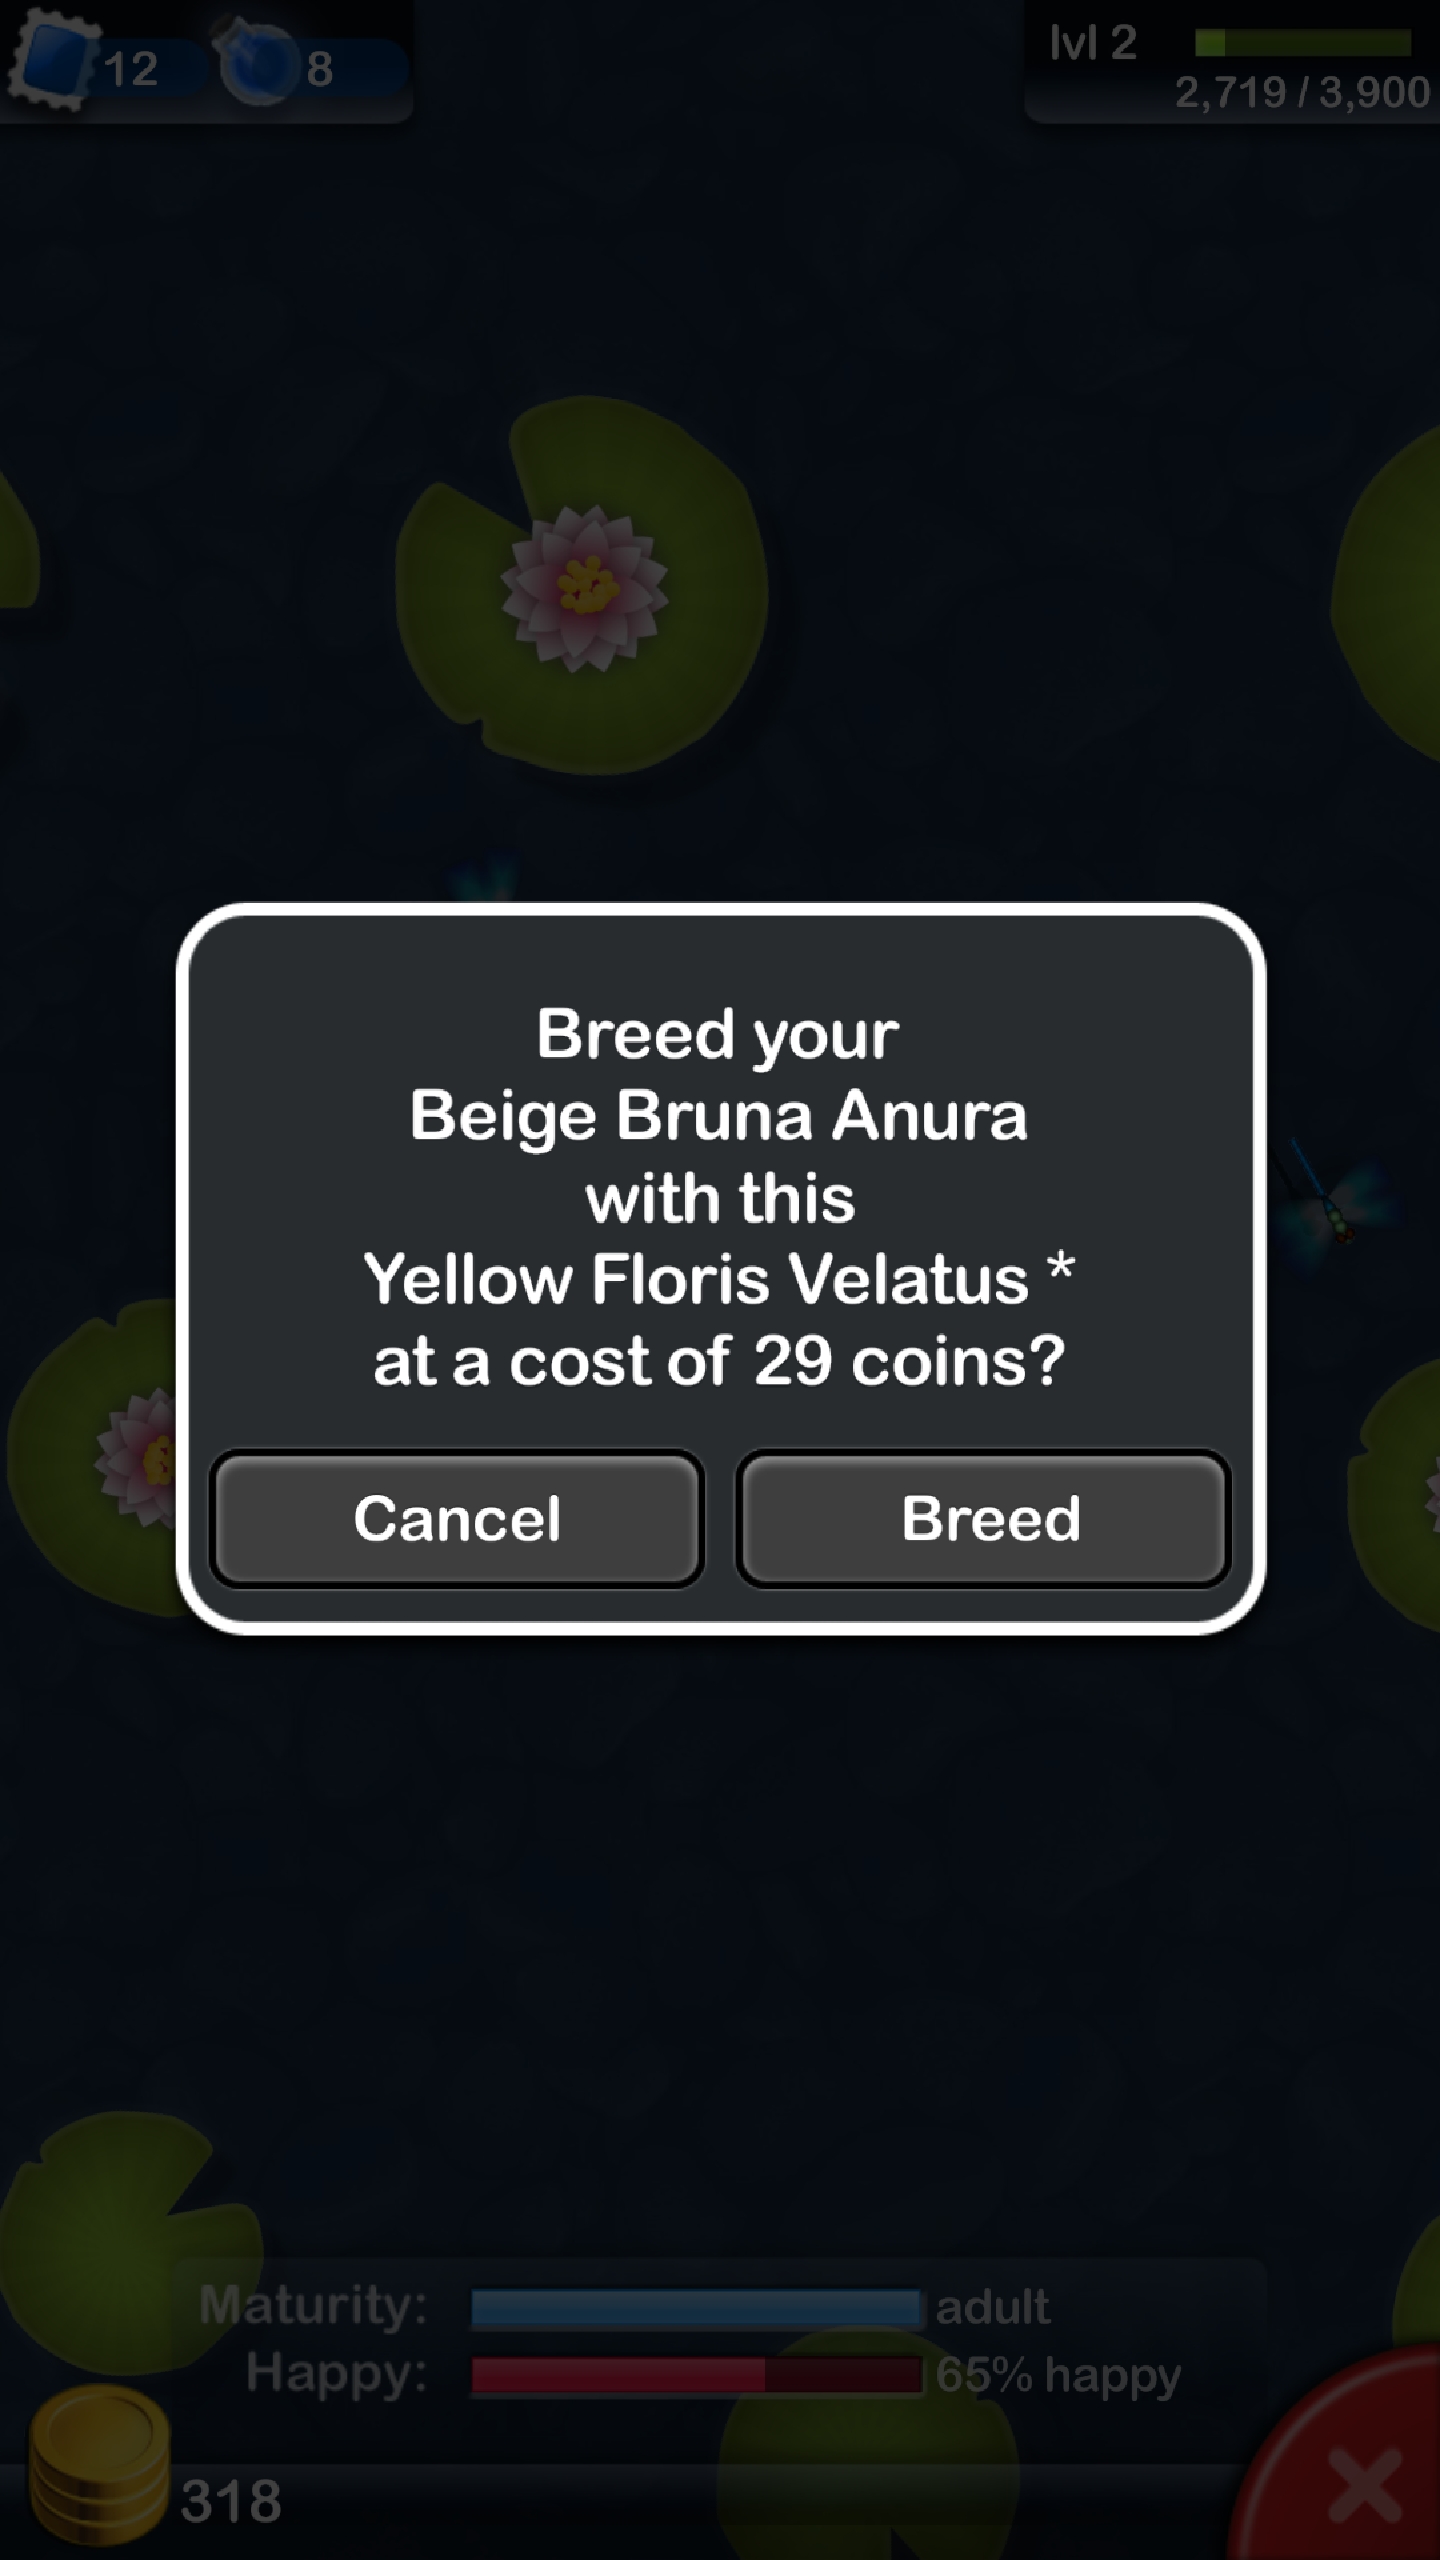 12
8
lvl 2
2,719 / 3,900
Breed your
Beige Bruna Anura
with this
Yellow Floris Velatus *
at a cost of 29 coins?
Cancel
Breed
Maturity: adult
Happy: 65% happy
318